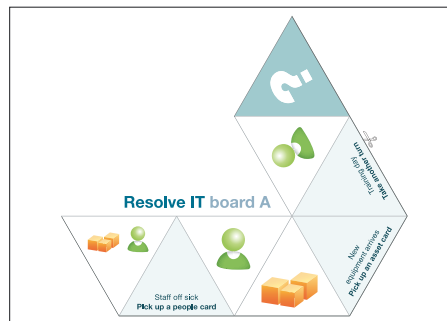 ?
Take another turn
Training day
Resolve IT board A
New
equipment arrives
Pick up an asset card
Staff off sick
Pick up a people card